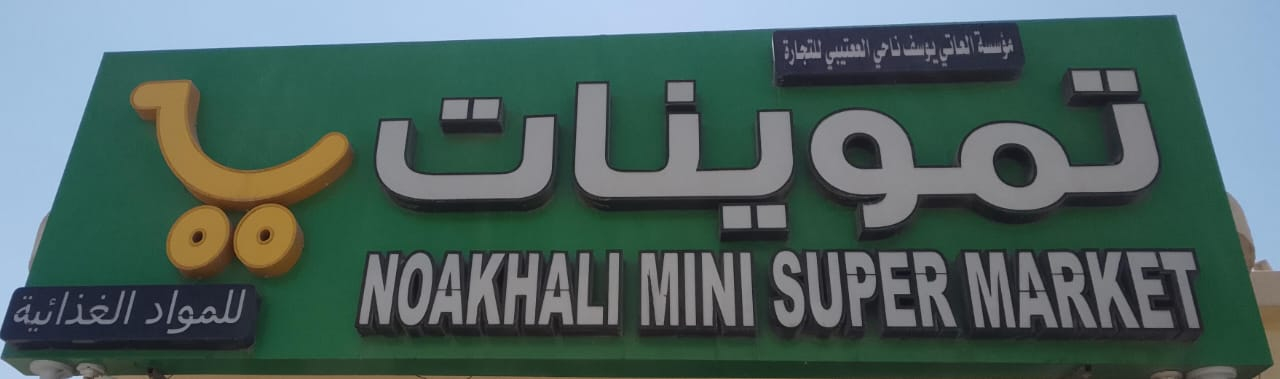 مؤسسة العاتي يوسف ناحي العتيبي للتجارة
تموينات
NOAKHALI MINI SUPER MARKET
للمواد الغذائية